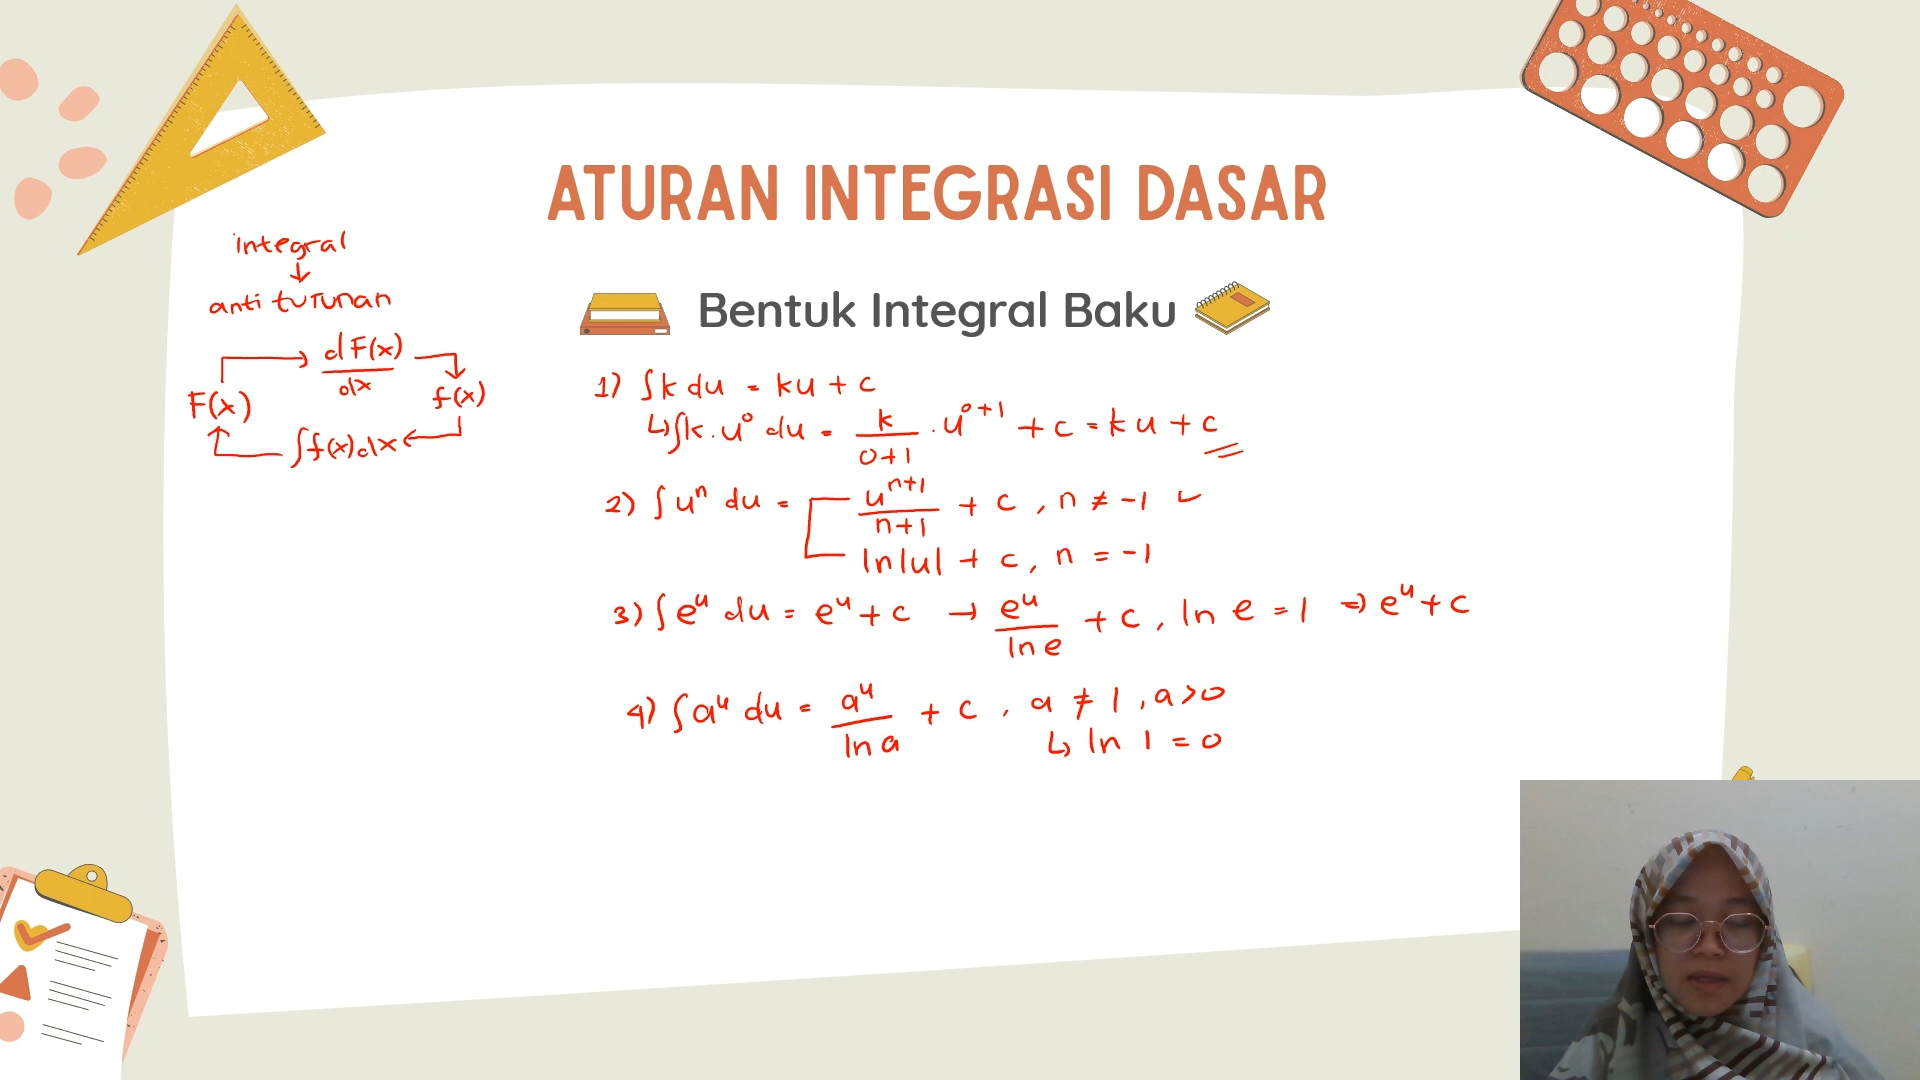 ATURAN INTEGRASI DASAR
integral
↓
anti turunan
dF(x)/dx
F(x)
f(x)
∫f(x)dx
Bentuk Integral Baku
1) ∫k du = ku + c
↳ ∫k.u⁰ du = k/(0+1) . u⁰⁺¹ + c = ku + c
2) ∫uⁿ du = uⁿ⁺¹/(n+1) + c , n ≠ -1 ✓
ln|u| + c, n = -1
3) ∫eᵘ du = eᵘ + c → eᵘ/ln e + c , ln e = 1 ⇒ eᵘ + c
4) ∫aᵘ du = aᵘ/ln a + c , a ≠ 1 , a > 0
↳ ln 1 = 0